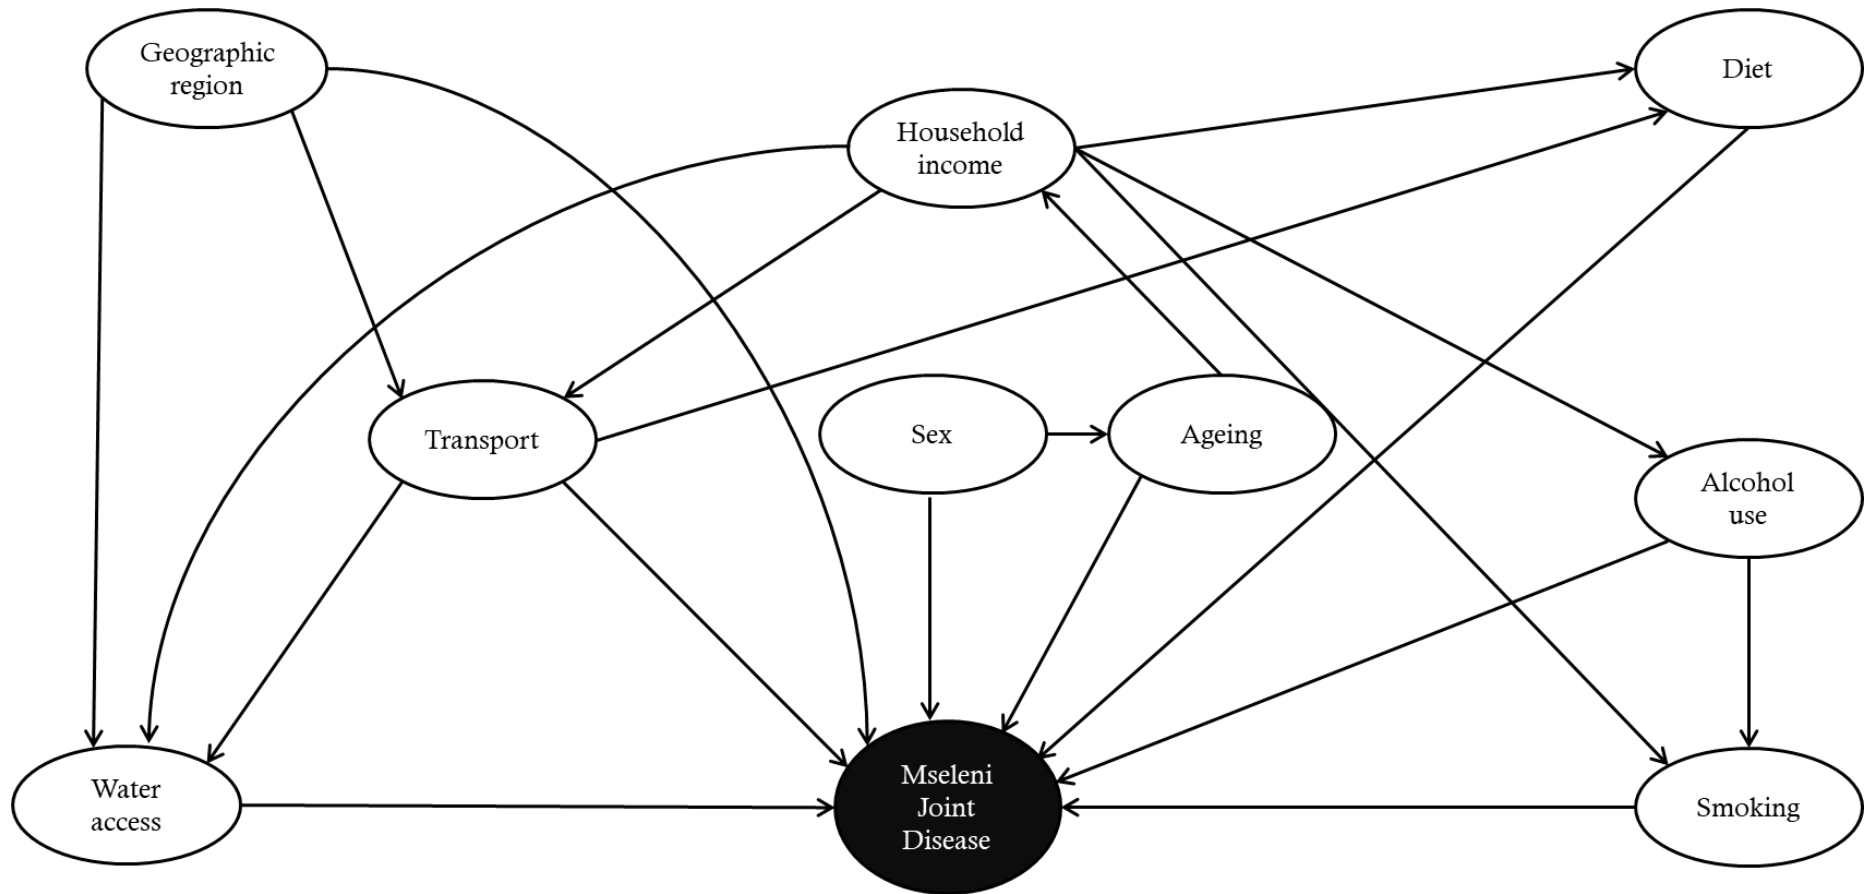 Geographic
region
Household
income
Diet
Transport
Sex
Ageing
Alcohol
use
Water
access
Mseleni
Joint
Disease
Smoking